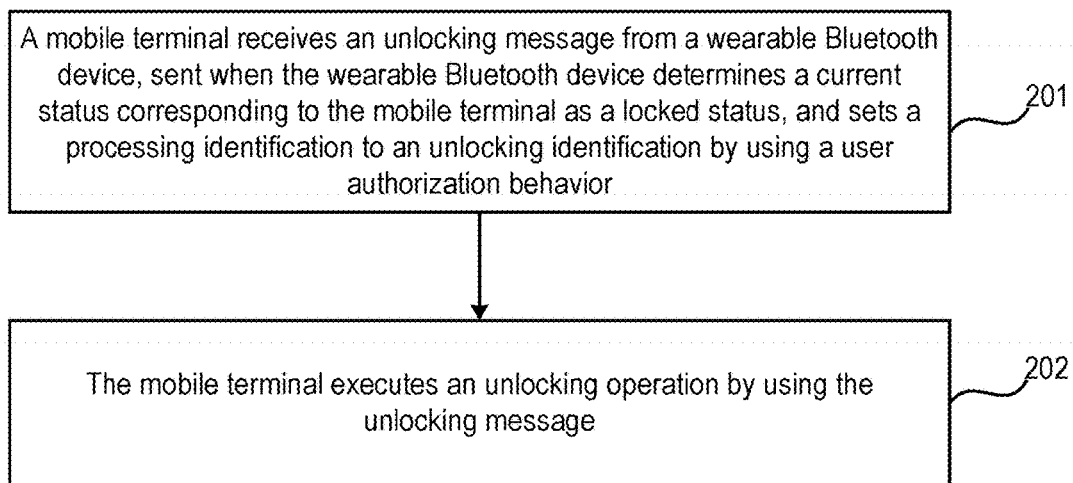 A mobile terminal receives an unlocking message from a wearable Bluetooth
device, sent when the wearable Bluetooth device determines a current
status corresponding to the mobile terminal as a locked status, and sets a
processing identification to an unlocking identification by using a user
authorization behavior
201
The mobile terminal executes an unlocking operation by using the
unlocking message
202